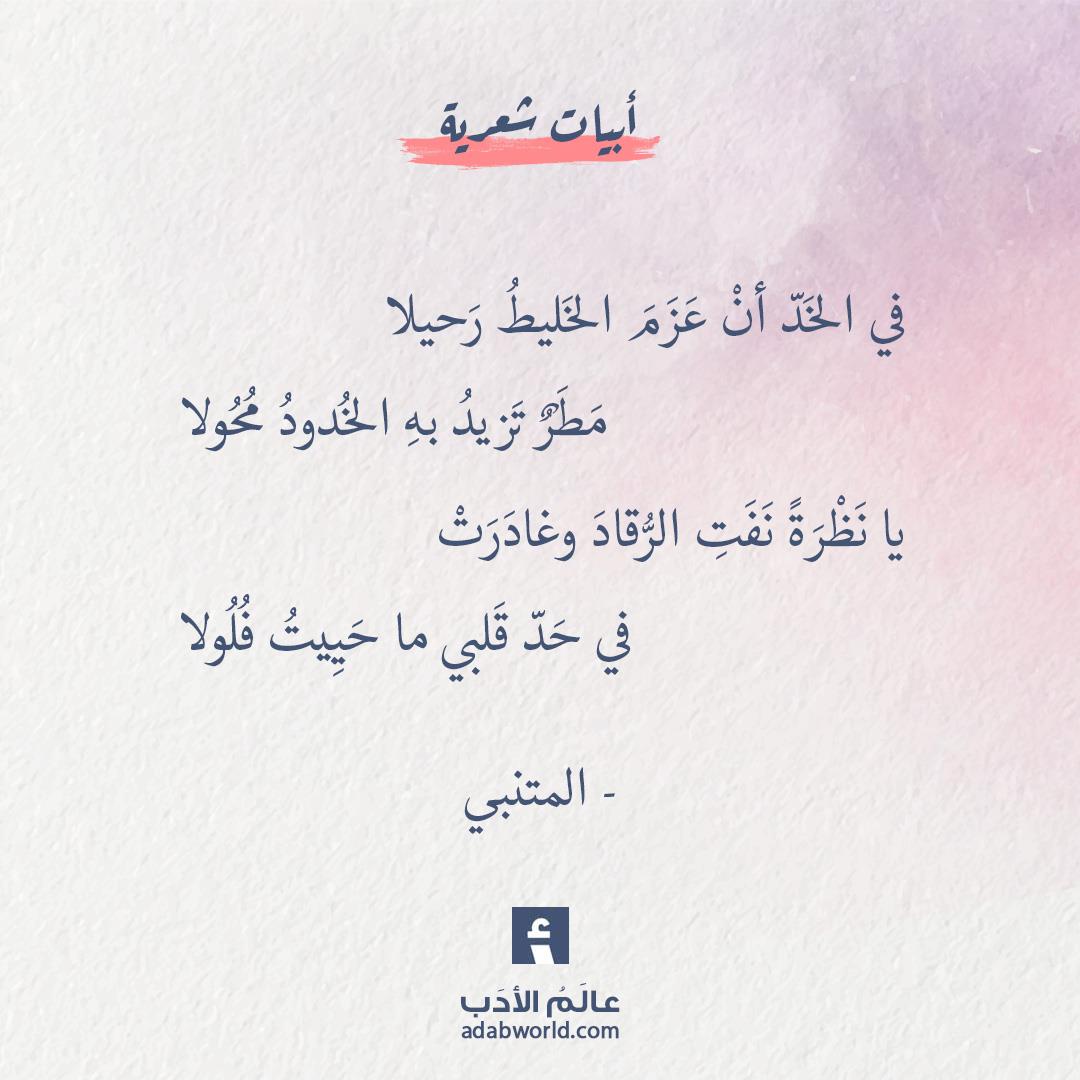 أبيات شعرية
في الخَدّ أنْ عَزَمَ الخَليطُ رَحيلا
مَطَرٌ تَزيدُ بهِ الخُدودُ مُحُولا
يا نَظْرَةً نَفَتِ الرُّقادَ وغادَرَتْ
في حَدّ قَلبي ما حَيِيتُ فُلُولا
- المتنبي
أ
عالَمُ الأدَب
adabworld.com